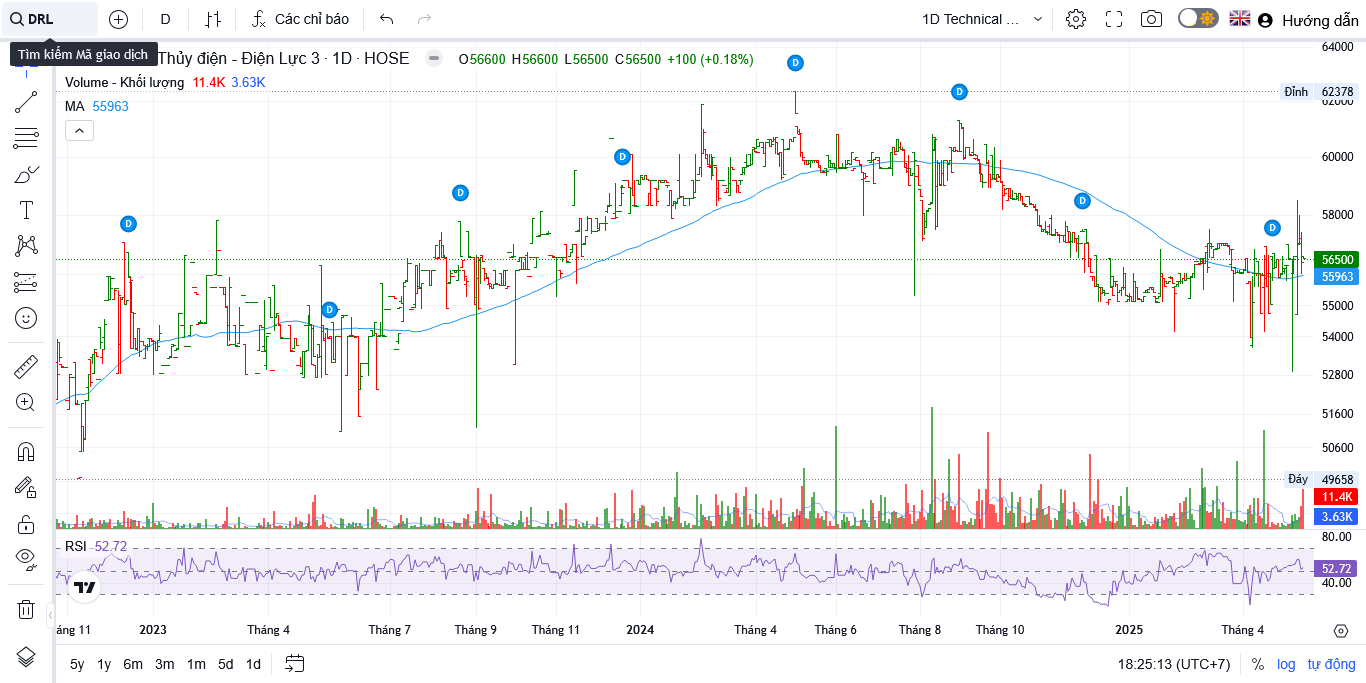 DRL
D
Các chỉ báo
1D Technical ...
Hướng dẫn
Tìm kiếm Mã giao dịch
Thủy điện - Điện Lực 3 · 1D · HOSE
O56600 H56600 L56500 C56500 +100 (+0.18%)
Volume - Khối lượng 11.4K 3.63K
MA 55963
D
D
D
D
D
D
D
D
64000
Đỉnh 62378
62000
60000
58000
56500
55963
55000
54000
52800
51600
50600
Đáy 49658
11.4K
3.63K
RSI 52.72
80.00
52.72
40.00
áng 11 2023 Tháng 4 Tháng 7 Tháng 9 Tháng 11 2024 Tháng 4 Tháng 6 Tháng 8 Tháng 10 2025 Tháng 4
5y 1y 6m 3m 1m 5d 1d
18:25:13 (UTC+7) % log tự động